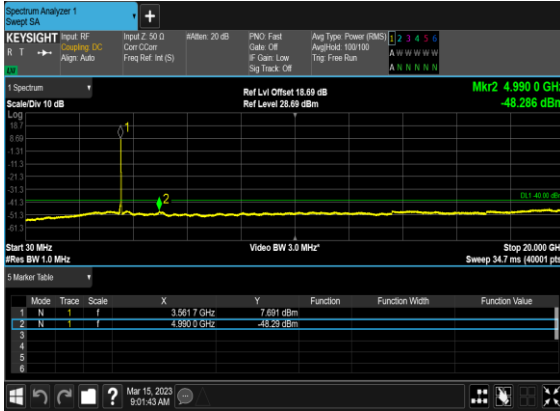 Spectrum Analyzer 1
Swept SA
+
KEYSIGHT Input: RF Input Z: 50 Ω #Atten: 20 dB PNO: Fast Avg Type: Power (RMS) 1 2 3 4 5 6
R T Coupling: DC Corr CCorr Gate: Off Avg|Hold: 100/100 A W W W W W
Align: Auto Freq Ref: Int (S) IF Gain: Low Trig: Free Run
Sig Track: Off A N N N N N
1 Spectrum
Ref Lvl Offset 18.69 dB Mkr2 4.990 0 GHz
Scale/Div 10 dB Ref Level 28.69 dBm -48.286 dBm
Log
18.7
8.69
-1.31
-11.3
-21.3
-31.3
-41.3
-51.3
-61.3
1
2
DL1 -40.00 dBm
Start 30 MHz Video BW 3.0 MHz* Stop 20.000 GH
#Res BW 1.0 MHz Sweep 34.7 ms (40001 pts
5 Marker Table
Mode Trace Scale X Y Function Function Width Function Value
1 N 1 f 3.561 7 GHz 7.691 dBm
2 N 1 f 4.990 0 GHz -48.29 dBm
3
4
5
6
? Mar 15, 2023
9:01:43 AM